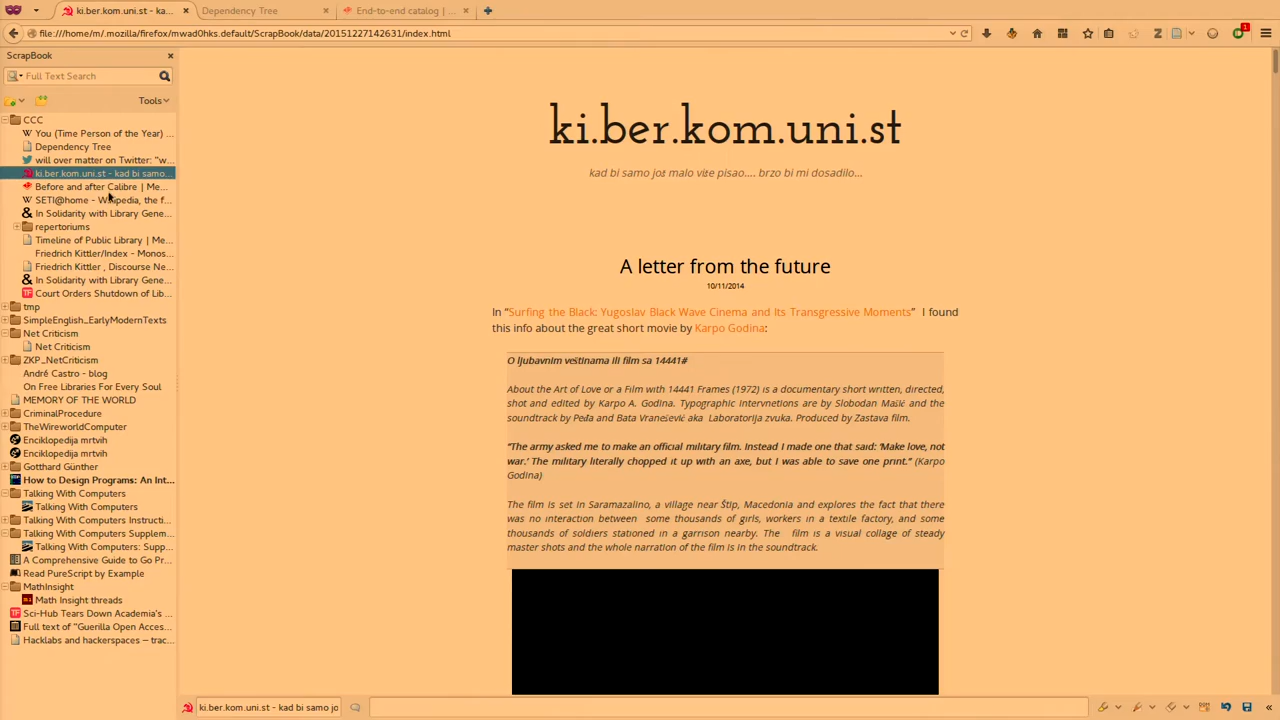 ki.ber.kom.uni.st - ka...
Dependency Tree
End-to-end catalog | ...
file:///home/m/.mozilla/firefox/mwad0hks.default/ScrapBook/data/20151227142631/index.html
1
ScrapBook
Full Text Search
Tools
CCC
You (Time Person of the Year) ...
Dependency Tree
will over matter on Twitter: "w...
ki.ber.kom.uni.st - kad bi samo...
Before and after Calibre | Me...
SETI@home - Wikipedia, the f...
In Solidarity with Library Gene...
repertoriums
Timeline of Public Library | Me...
Friedrich Kittler/Index - Monos...
Friedrich Kittler , Discourse Ne...
In Solidarity with Library Gene...
Court Orders Shutdown of Lib...
tmp
SimpleEnglish_EarlyModernTexts
Net Criticism
Net Criticism
ZKP_NetCriticism
André Castro - blog
On Free Libraries For Every Soul
MEMORY OF THE WORLD
CriminalProcedure
TheWireworldComputer
Enciklopedija mrtvih
Enciklopedija mrtvih
Gotthard Günther
How to Design Programs: An Int...
Talking With Computers
Talking With Computers
Talking With Computers Instructi...
Talking With Computers Supplem...
Talking With Computers: Supp...
A Comprehensive Guide to Go Pr...
Read PureScript by Example
MathInsight
Math Insight threads
Sci-Hub Tears Down Academia's ...
Full text of "Guerilla Open Acces...
Hacklabs and hackerspaces – trac...
ki.ber.kom.uni.st
kad bi samo još malo više pisao.... brzo bi mi dosadilo...
A letter from the future
10/11/2014
In “Surfing the Black: Yugoslav Black Wave Cinema and Its Transgressive Moments” I found
this info about the great short movie by Karpo Godina:
O ljubavnim veštinama ili film sa 14441#
About the Art of Love or a Film with 14441 Frames (1972) is a documentary short written, directed,
shot and edited by Karpo A. Godina. Typographic intervnetions are by Slobodan Mašić and the
soundtrack by Peđa and Bata Vranešević aka Laboratorija zvuka. Produced by Zastava film.
“The army asked me to make an official military film. Instead I made one that said: ‘Make love, not
war.’ The military literally chopped it up with an axe, but I was able to save one print.” (Karpo
Godina)
The film is set in Saramazalino, a village near Štip, Macedonia and explores the fact that there
was no interaction between some thousands of girls, workers in a textile factory, and some
thousands of soldiers stationed in a garrison nearby. The film is a visual collage of steady
master shots and the whole narration of the film is in the soundtrack.
ki.ber.kom.uni.st - kad bi samo jo